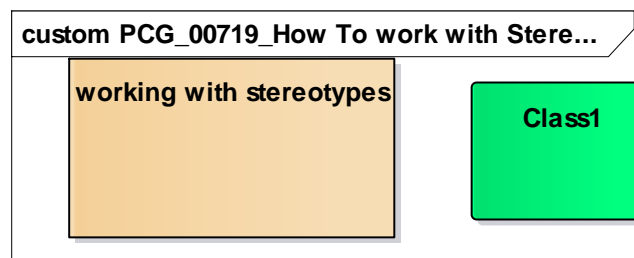 custom PCG_00719_How To work with Stere...
working with stereotypes
Class1